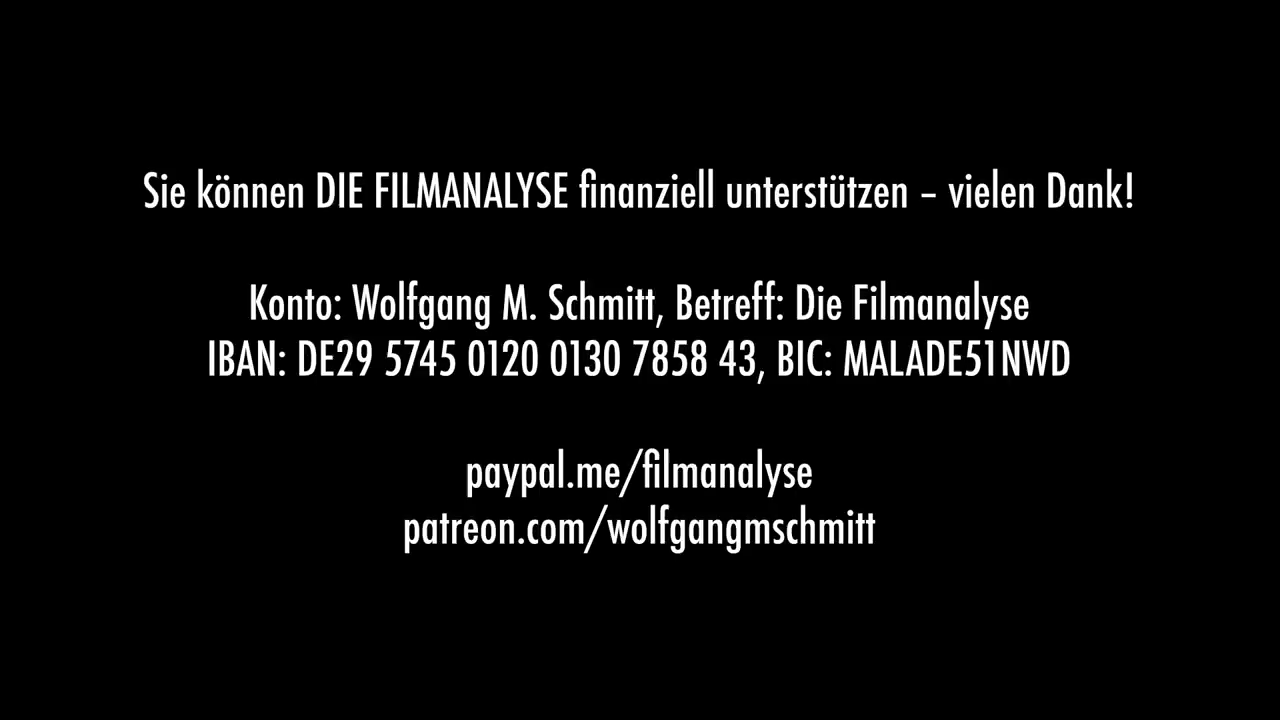 Sie können DIE FILMANALYSE finanziell unterstützen – vielen Dank!
Konto: Wolfgang M. Schmitt, Betreff: Die Filmanalyse
IBAN: DE29 5745 0120 0130 7858 43, BIC: MALADE51NWD
paypal.me/filmanalyse
patreon.com/wolfgangmschmitt